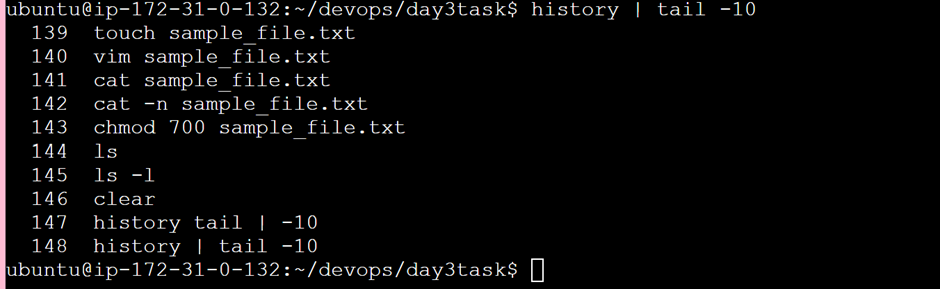 ubuntu@ip-172-31-0-132:~/devops/day3task$ history | tail -10
139 touch sample_file.txt
140 vim sample_file.txt
141 cat sample_file.txt
142 cat -n sample_file.txt
143 chmod 700 sample_file.txt
144 ls
145 ls -l
146 clear
147 history tail | -10
148 history | tail -10
ubuntu@ip-172-31-0-132:~/devops/day3task$